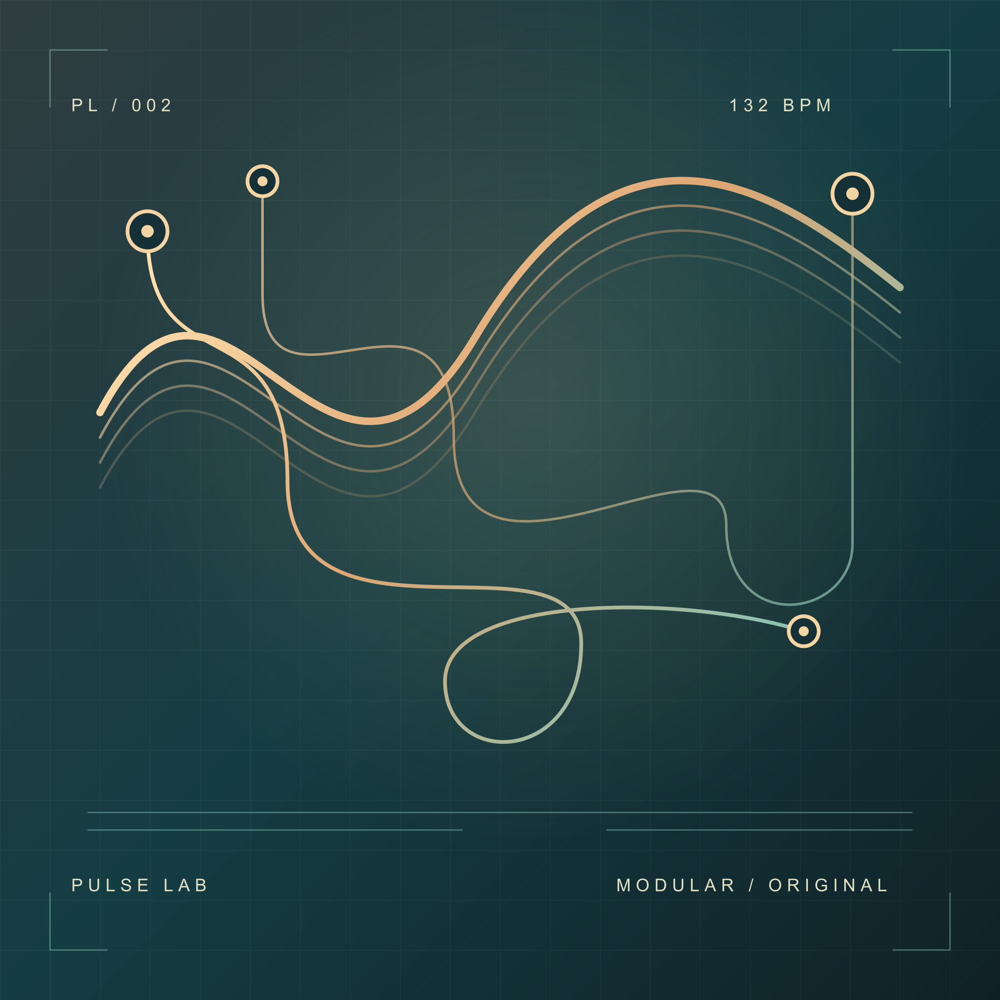 PL / 002
132 BPM
PULSE LAB
MODULAR / ORIGINAL